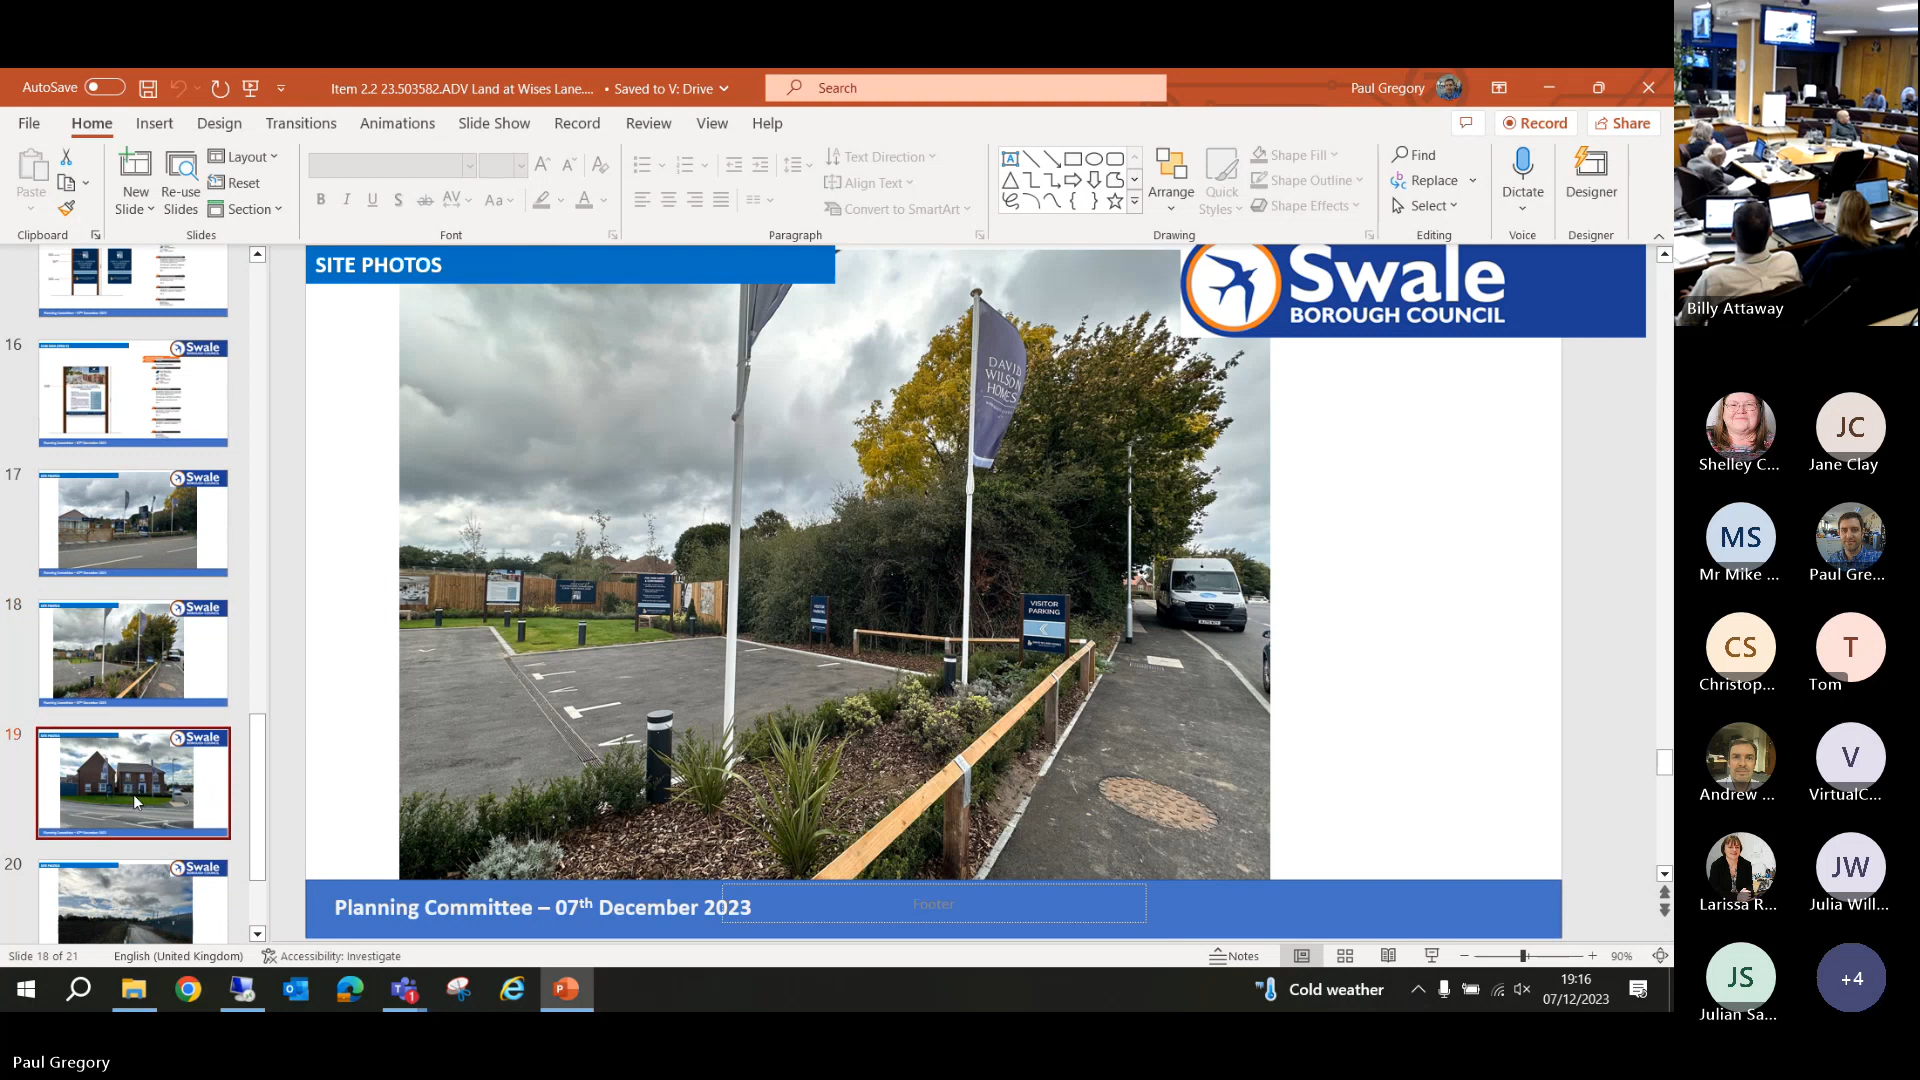 AutoSave
Item 2.2 23.503582.ADV Land at Wises Lane.... • Saved to V: Drive
Search
Paul Gregory
File Home Insert Design Transitions Animations Slide Show Record Review View Help
Record Share
Paste
New Slide
Re-use Slides
Layout
Reset
Section
Text Direction
Align Text
Convert to SmartArt
Arrange
Quick Styles
Shape Fill
Shape Outline
Shape Effects
Find
Replace
Select
Dictate
Designer
Clipboard Slides Font Paragraph Drawing Editing Voice Designer
16
17
18
19
20
Swale
Swale
Swale
Swale
Swale
SITE PHOTOS
Swale
BOROUGH COUNCIL
DAVID
WILSON
HOMES
VISITOR
PARKING
VISITOR
PARKING
Planning Committee – 07th December 2023
Footer
Slide 18 of 21 English (United Kingdom) Accessibility: Investigate
Notes
90%
Cold weather
19:16
07/12/2023
Paul Gregory
Billy Attaway
Shelley C...
JC
Jane Clay
MS
Mr Mike ...
Paul Gre...
CS
Christop...
T
Tom
Andrew ...
V
VirtualC...
Larissa R...
JW
Julia Will...
JS
Julian Sa...
+4